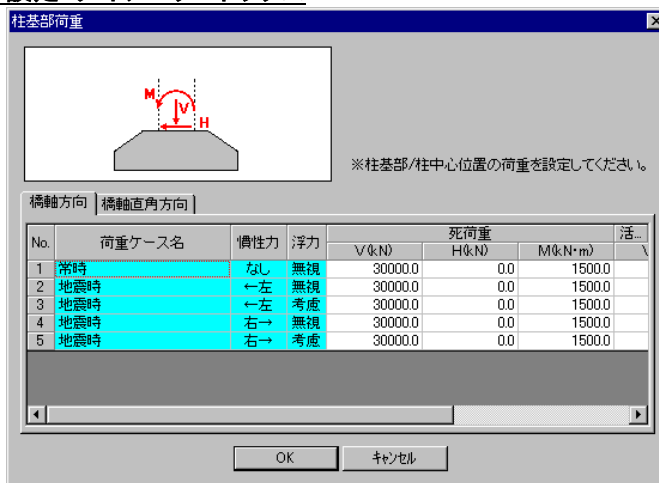 柱基部荷重
M
V
H
※柱基部/柱中心位置の荷重を設定してください。
橋軸方向 橋軸直角方向
No. 荷重ケース名 慣性力 浮力 死荷重 活...
V(kN) H(kN) M(kN・m)
1 常時 なし 無視 30000.0 0.0 1500.0
2 地震時 ←左 無視 30000.0 0.0 1500.0
3 地震時 ←左 考慮 30000.0 0.0 1500.0
4 地震時 右→ 無視 30000.0 0.0 1500.0
5 地震時 右→ 考慮 30000.0 0.0 1500.0
OK キャンセル